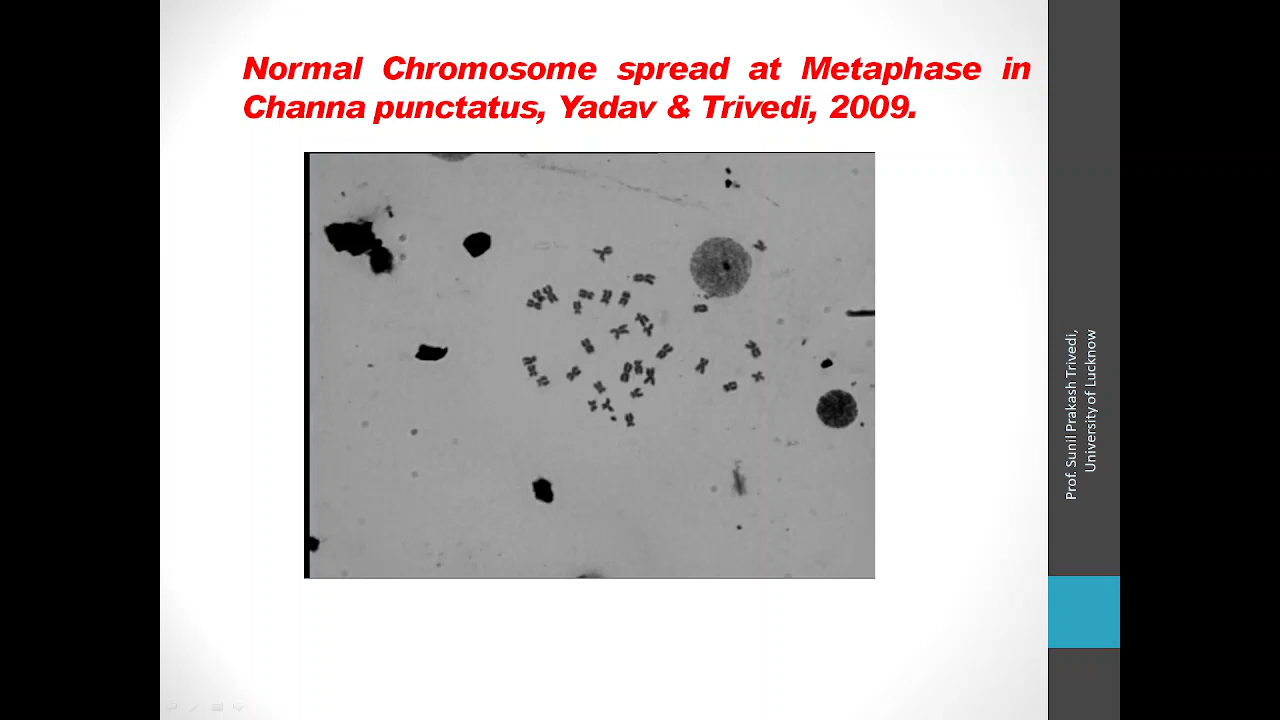 Normal Chromosome spread at Metaphase in
Channa punctatus, Yadav & Trivedi, 2009.
Prof. Sunil Prakash Trivedi,
University of Lucknow